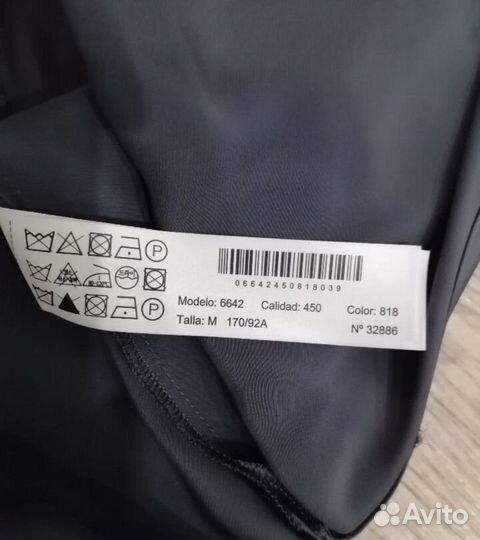 06642450818039
Modelo: 6642 Calidad: 450 Color: 818
Talla: M 170/92A Nº 32886
P
P
Avito